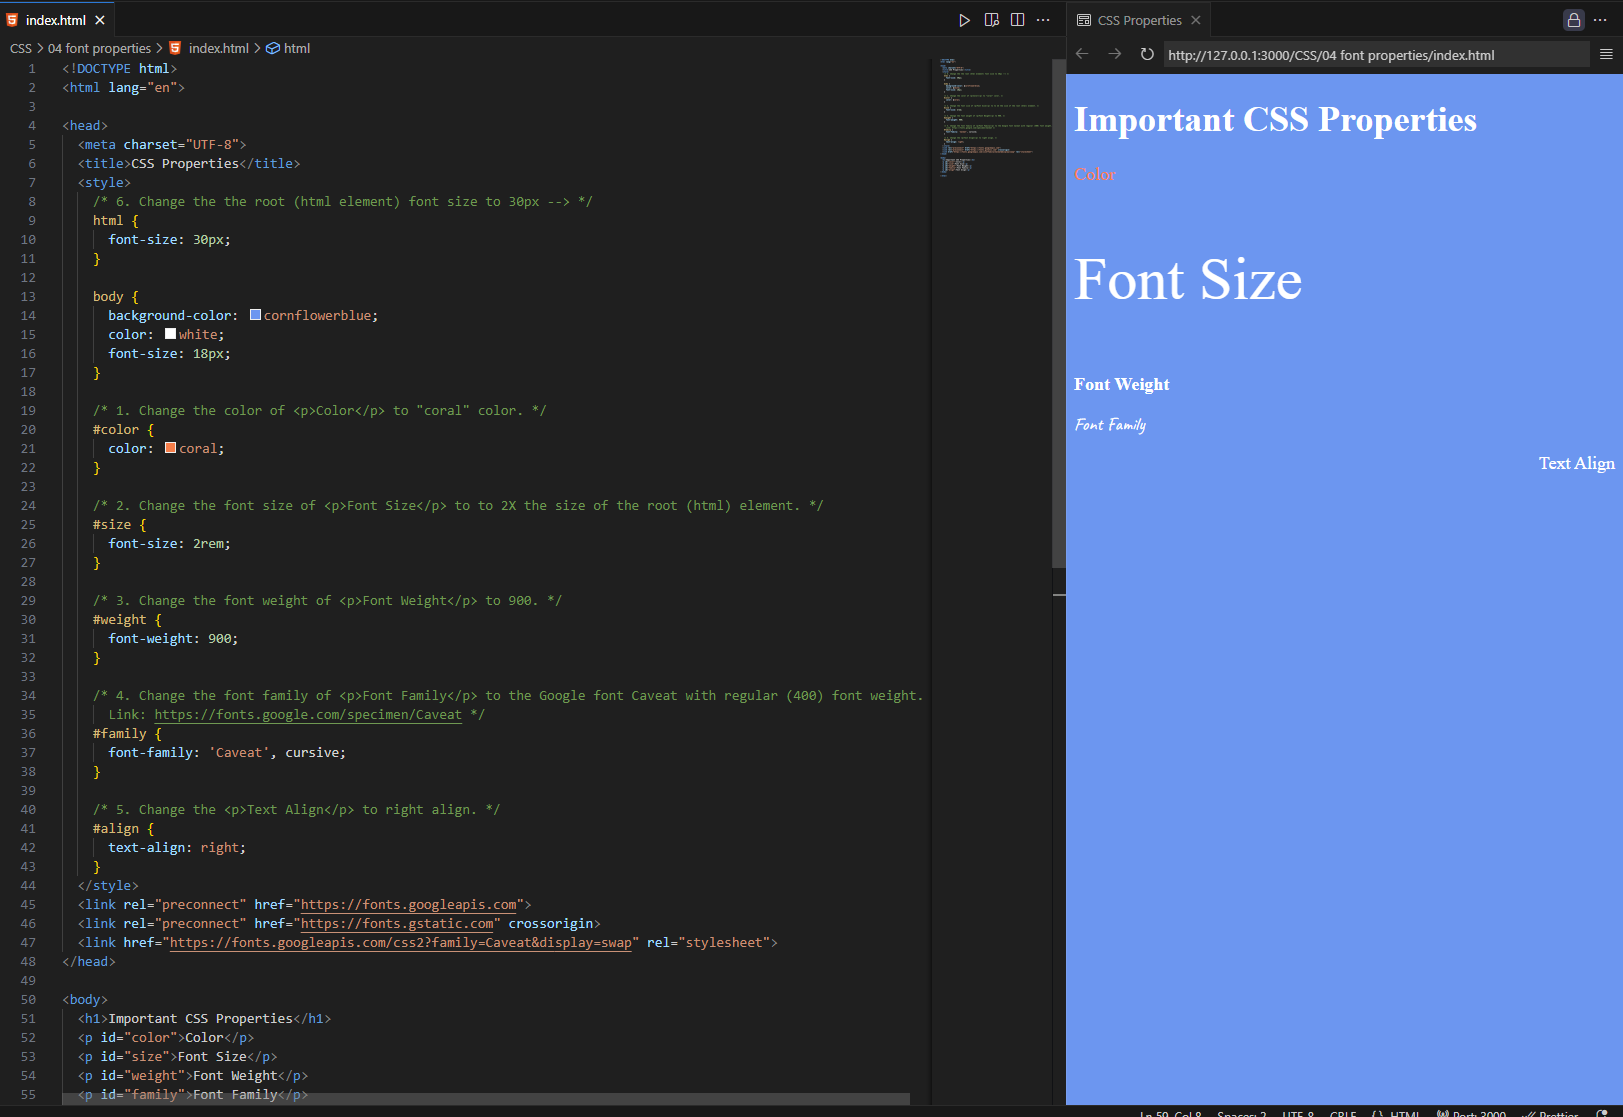 index.html
CSS > 04 font properties > index.html > html
1 <!DOCTYPE html>
2 <html lang="en">
3
4 <head>
5 <meta charset="UTF-8">
6 <title>CSS Properties</title>
7 <style>
8 /* 6. Change the the root (html element) font size to 30px --> */
9 html {
10 font-size: 30px;
11 }
12
13 body {
14 background-color: cornflowerblue;
15 color: white;
16 font-size: 18px;
17 }
18
19 /* 1. Change the color of <p>Color</p> to "coral" color. */
20 #color {
21 color: coral;
22 }
23
24 /* 2. Change the font size of <p>Font Size</p> to to 2X the size of the root (html) element. */
25 #size {
26 font-size: 2rem;
27 }
28
29 /* 3. Change the font weight of <p>Font Weight</p> to 900. */
30 #weight {
31 font-weight: 900;
32 }
33
34 /* 4. Change the font family of <p>Font Family</p> to the Google font Caveat with regular (400) font weight.
35 Link: https://fonts.google.com/specimen/Caveat */
36 #family {
37 font-family: 'Caveat', cursive;
38 }
39
40 /* 5. Change the <p>Text Align</p> to right align. */
41 #align {
42 text-align: right;
43 }
44 </style>
45 <link rel="preconnect" href="https://fonts.googleapis.com">
46 <link rel="preconnect" href="https://fonts.gstatic.com" crossorigin>
47 <link href="https://fonts.googleapis.com/css2?family=Caveat&display=swap" rel="stylesheet">
48 </head>
49
50 <body>
51 <h1>Important CSS Properties</h1>
52 <p id="color">Color</p>
53 <p id="size">Font Size</p>
54 <p id="weight">Font Weight</p>
55 <p id="family">Font Family</p>
CSS Properties
http://127.0.0.1:3000/CSS/04 font properties/index.html
Important CSS Properties
Color
Font Size
Font Weight
Font Family
Text Align
Ln 59, Col 8 Spaces: 2 UTF-8 CRLF {} HTML Port: 3000 Prettier